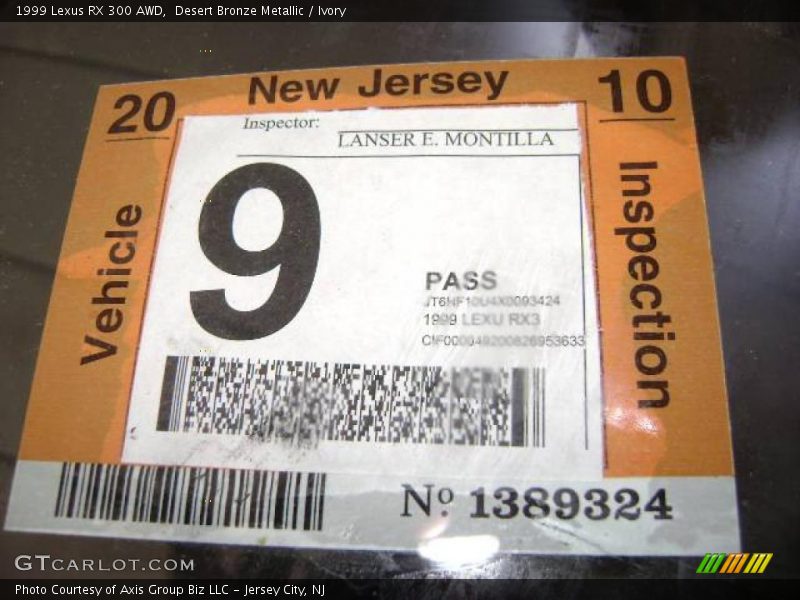 1999 Lexus RX 300 AWD, Desert Bronze Metallic / Ivory
20 New Jersey 10
Inspector:
LANSER E. MONTILLA
9
Vehicle
Inspection
PASS
JT6HF10U4X0093424
1999 LEXU RX3
Nº 1389324
GTCARLOT.COM
Photo Courtesy of Axis Group Biz LLC - Jersey City, NJ